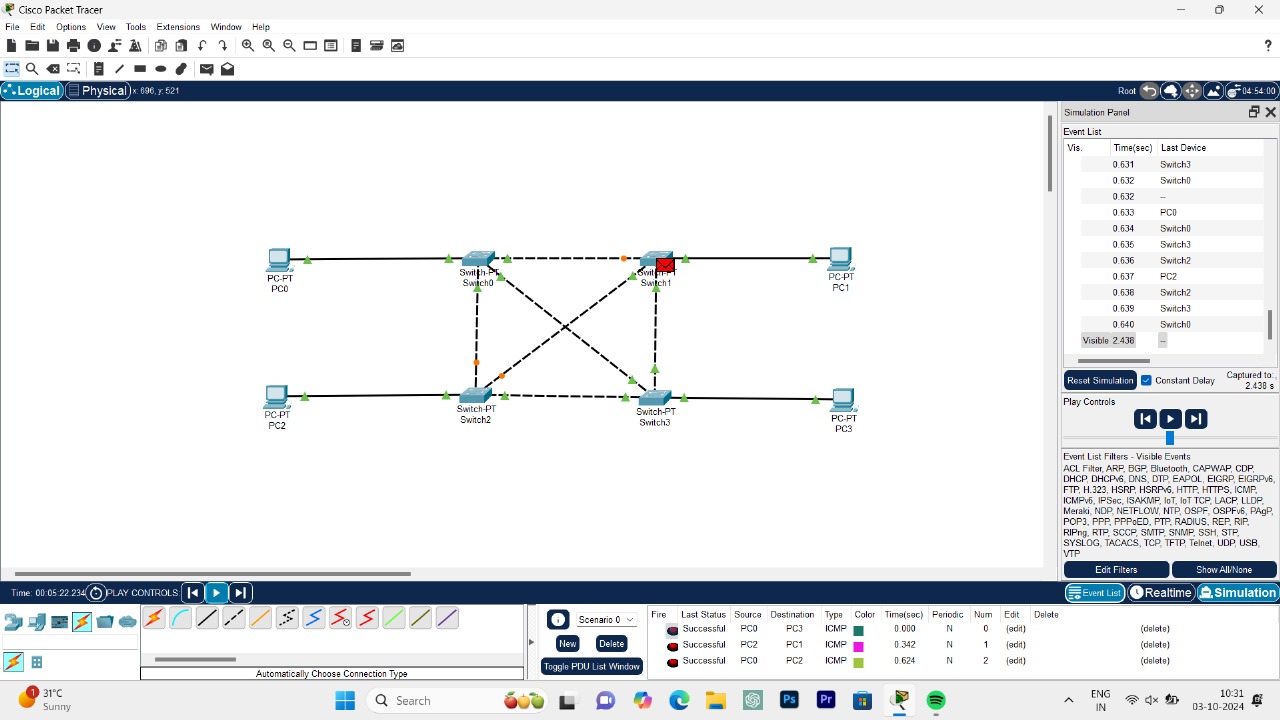 Cisco Packet Tracer
File Edit Options View Tools Extensions Window Help
Logical Physical x: 696, y: 521 Root 04:54:00
Simulation Panel
Event List
Vis. Time(sec) Last Device
0.631 Switch3
0.632 Switch0
0.632 --
0.633 PC0
0.634 Switch0
0.635 Switch3
0.636 Switch2
0.637 PC2
0.638 Switch2
0.639 Switch3
0.640 Switch0
Visible 2.438 --
Reset Simulation Constant Delay Captured to:
2.438 s
Play Controls
Event List Filters - Visible Events
ACL Filter, ARP, BGP, Bluetooth, CAPWAP, CDP,
DHCP, DHCPv6, DNS, DTP, EAPOL, EIGRP, EIGRPv6,
FTP, H.323, HSRP, HSRPv6, HTTP, HTTPS, ICMP,
ICMPv6, IPSec, ISAKMP, IoT, IoT TCP, LACP, LLDP,
Meraki, NDP, NETFLOW, NTP, OSPF, OSPFv6, PAgP,
POP3, PPP, PPPoED, PTP, RADIUS, REP, RIP,
RIPng, RTP, SCCP, SMTP, SNMP, SSH, STP,
SYSLOG, TACACS, TCP, TFTP, Telnet, UDP, USB,
VTP
Edit Filters Show All/None
PC-PT
PC0
Switch-PT
Switch0
Switch-PT
Switch1
PC-PT
PC1
PC-PT
PC2
Switch-PT
Switch2
Switch-PT
Switch3
PC-PT
PC3
Time: 00:05:22.234 PLAY CONTROLS: Event List Realtime Simulation
Automatically Choose Connection Type
Scenario 0
New Delete
Toggle PDU List Window
Fire Last Status Source Destination Type Color Time(sec) Periodic Num Edit Delete
Successful PC0 PC3 ICMP 0.000 N 0 (edit) (delete)
Successful PC2 PC1 ICMP 0.342 N 1 (edit) (delete)
Successful PC0 PC2 ICMP 0.624 N 2 (edit) (delete)
1
31°C
Sunny
Search
Ps
Pr
ENG
IN
10:31
03-10-2024